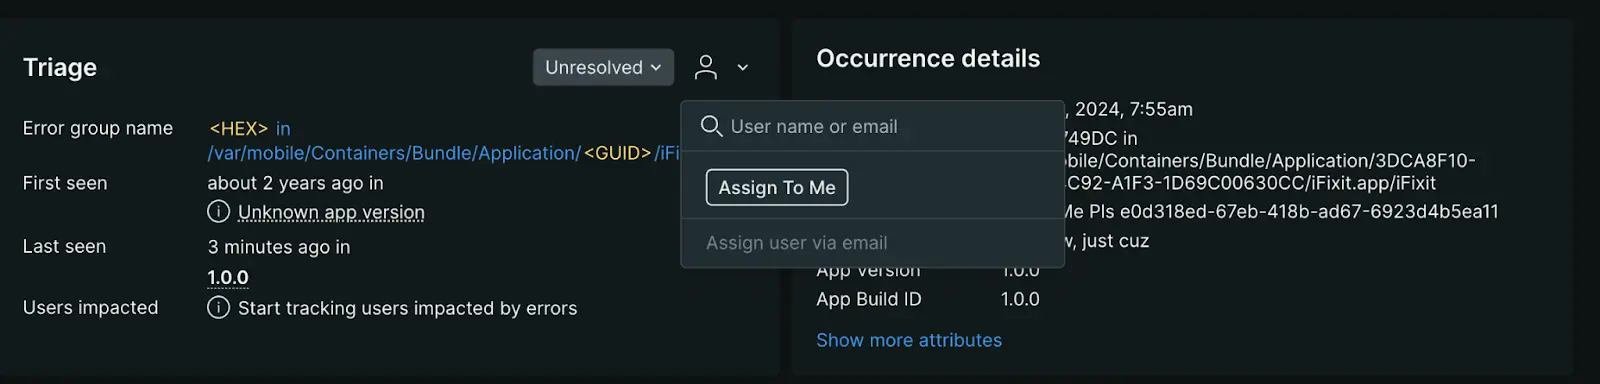 Triage
Unresolved
Error group name
<HEX> in
/var/mobile/Containers/Bundle/Application/<GUID>/iFi
First seen
about 2 years ago in
Unknown app version
Last seen
3 minutes ago in
1.0.0
Users impacted
Start tracking users impacted by errors
User name or email
Assign To Me
Assign user via email
Occurrence details
, 2024, 7:55am
749DC in
bile/Containers/Bundle/Application/3DCA8F10-
C92-A1F3-1D69C00630CC/iFixit.app/iFixit
Me Pls e0d318ed-67eb-418b-ad67-6923d4b5ea11
, just cuz
App Version 1.0.0
App Build ID 1.0.0
Show more attributes